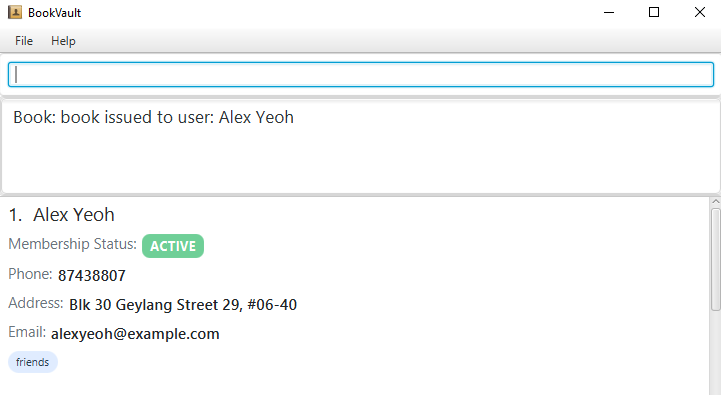 BookVault
File Help
Book: book issued to user: Alex Yeoh
1. Alex Yeoh
Membership Status: ACTIVE
Phone: 87438807
Address: Blk 30 Geylang Street 29, #06-40
Email: alexyeoh@example.com
friends